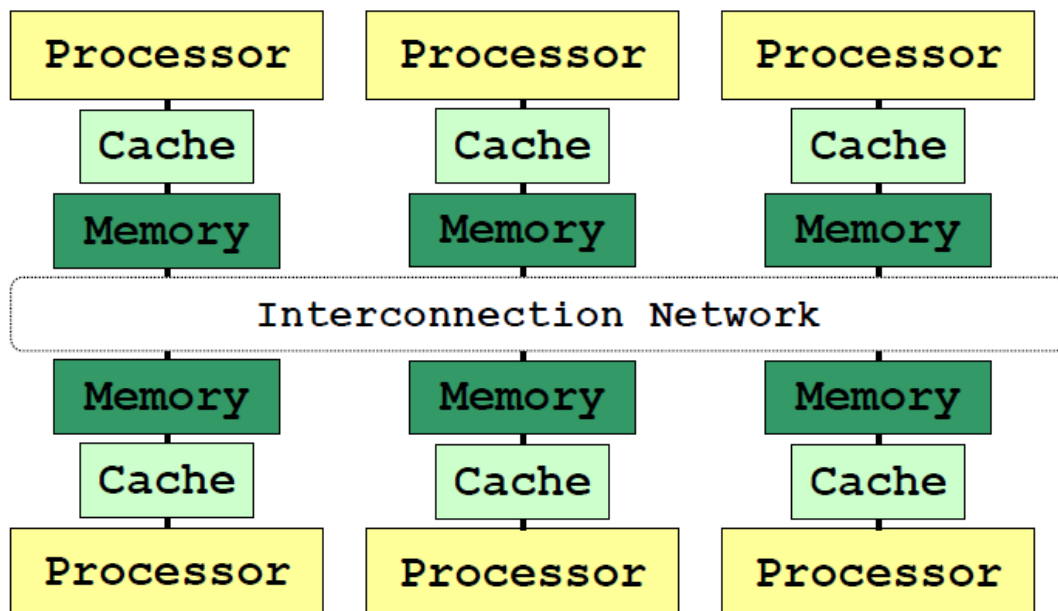 Processor Processor Processor
Cache Cache Cache
Memory Memory Memory
Interconnection Network
Memory Memory Memory
Cache Cache Cache
Processor Processor Processor